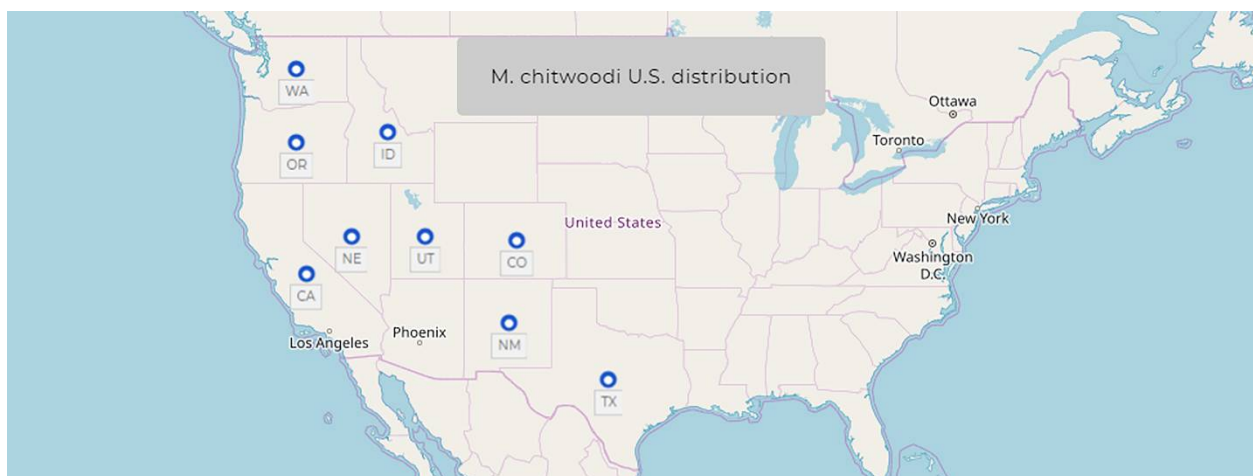 M. chitwoodi U.S. distribution
WA
OR
ID
NE
UT
CO
CA
NM
TX
United States
Ottawa
Toronto
New York
Washington
D.C.
Los Angeles
Phoenix